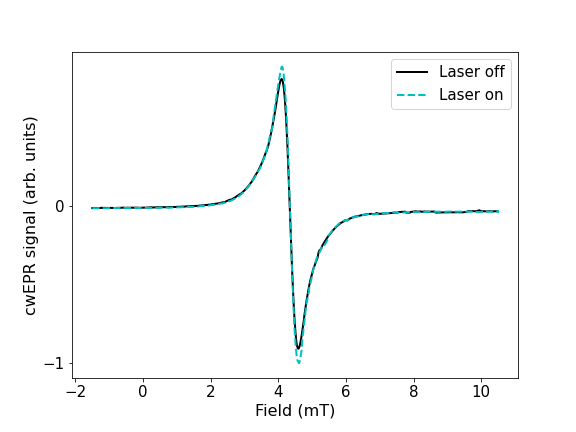 Laser off
Laser on
cwEPR signal (arb. units)
0
−1
−2
0
2
4
6
8
10
Field (mT)